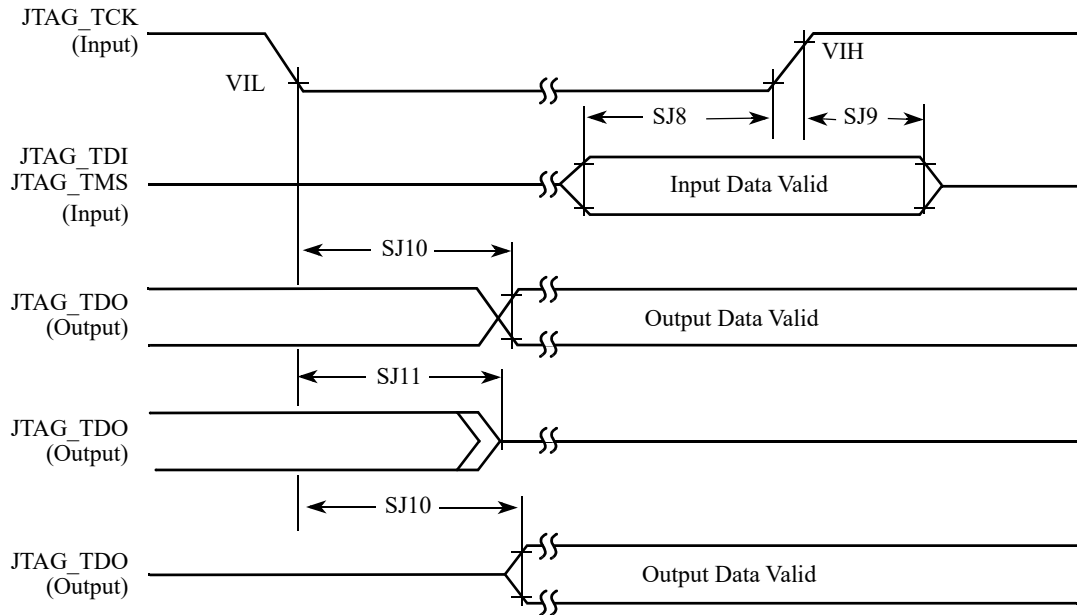 JTAG_TCK
(Input)
VIL
VIH
SJ8
SJ9
JTAG_TDI
JTAG_TMS
(Input)
Input Data Valid
SJ10
JTAG_TDO
(Output)
Output Data Valid
SJ11
JTAG_TDO
(Output)
SJ10
JTAG_TDO
(Output)
Output Data Valid